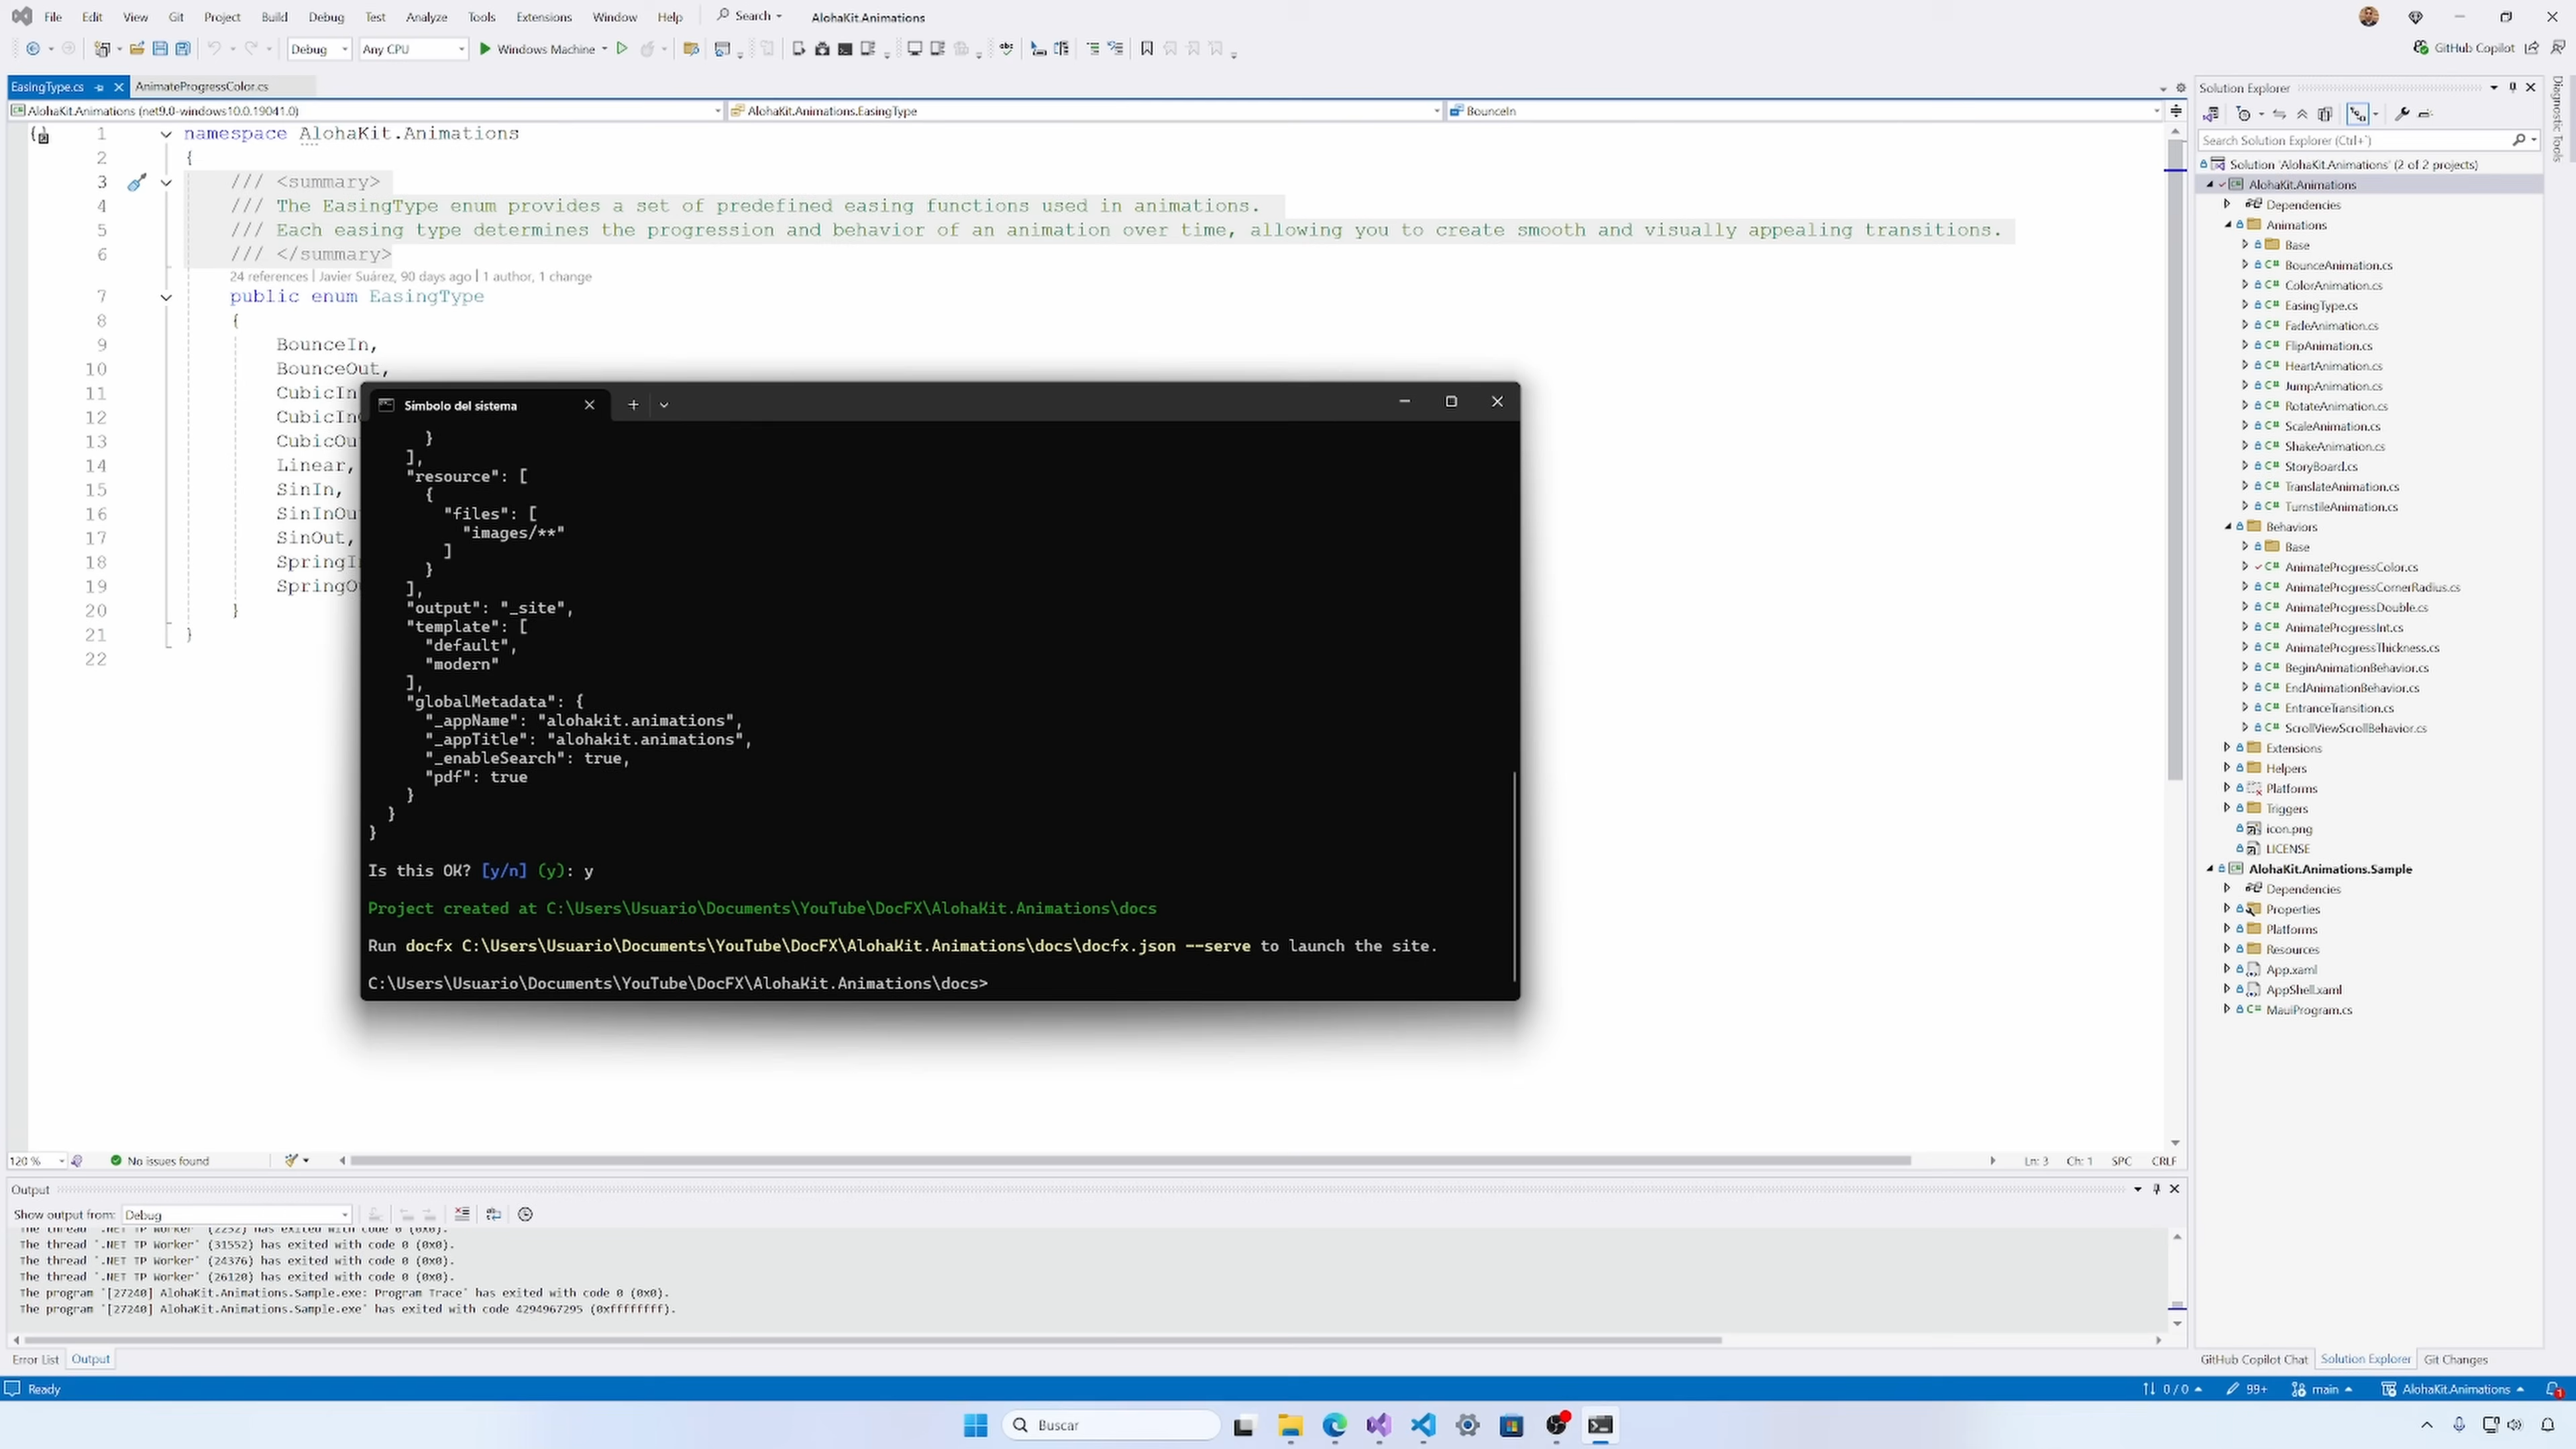 File Edit View Git Project Build Debug Test Analyze Tools Extensions Window Help Search AlohaKit.Animations
Debug Any CPU Windows Machine GitHub Copilot
EasingType.cs AnimateProgressColor.cs
AlohaKit.Animations (net9.0-windows10.0.19041.0) AlohaKit.Animations.EasingType BounceIn
1 namespace AlohaKit.Animations
2 {
3 /// <summary>
4 /// The EasingType enum provides a set of predefined easing functions used in animations.
5 /// Each easing type determines the progression and behavior of an animation over time, allowing you to create smooth and visually appealing transitions.
6 /// </summary>
24 references | Javier Suárez, 90 days ago | 1 author, 1 change
7 public enum EasingType
8 {
9 BounceIn,
10 BounceOut,
11 CubicIn
12 CubicInO
13 CubicOu
14 Linear,
15 SinIn,
16 SinInOu
17 SinOut,
18 SpringI
19 SpringO
20 }
21 }
22
Símbolo del sistema
}
],
"resource": [
{
"files": [
"images/**"
]
}
],
"output": "_site",
"template": [
"default",
"modern"
],
"globalMetadata": {
"_appName": "alohakit.animations",
"_appTitle": "alohakit.animations",
"_enableSearch": true,
"pdf": true
}
}
}
Is this OK? [y/n] (y): y
Project created at C:\Users\Usuario\Documents\YouTube\DocFX\AlohaKit.Animations\docs
Run docfx C:\Users\Usuario\Documents\YouTube\DocFX\AlohaKit.Animations\docs\docfx.json --serve to launch the site.
C:\Users\Usuario\Documents\YouTube\DocFX\AlohaKit.Animations\docs>
120 % No issues found Ln: 3 Ch: 1 SPC CRLF
Output
Show output from: Debug
The thread '.NET TP Worker' (2252) has exited with code 0 (0x0).
The thread '.NET TP Worker' (31552) has exited with code 0 (0x0).
The thread '.NET TP Worker' (24376) has exited with code 0 (0x0).
The thread '.NET TP Worker' (26120) has exited with code 0 (0x0).
The program '[27240] AlohaKit.Animations.Sample.exe: Program Trace' has exited with code 0 (0x0).
The program '[27240] AlohaKit.Animations.Sample.exe' has exited with code 4294967295 (0xffffffff).
Error List Output
Solution Explorer
Search Solution Explorer (Ctrl+¨)
Solution 'AlohaKit.Animations' (2 of 2 projects)
AlohaKit.Animations
Dependencies
Animations
Base
BounceAnimation.cs
ColorAnimation.cs
EasingType.cs
FadeAnimation.cs
FlipAnimation.cs
HeartAnimation.cs
JumpAnimation.cs
RotateAnimation.cs
ScaleAnimation.cs
ShakeAnimation.cs
StoryBoard.cs
TranslateAnimation.cs
TurnstileAnimation.cs
Behaviors
Base
AnimateProgressColor.cs
AnimateProgressCornerRadius.cs
AnimateProgressDouble.cs
AnimateProgressInt.cs
AnimateProgressThickness.cs
BeginAnimationBehavior.cs
EndAnimationBehavior.cs
EntranceTransition.cs
ScrollViewScrollBehavior.cs
Extensions
Helpers
Platforms
Triggers
icon.png
LICENSE
AlohaKit.Animations.Sample
Dependencies
Properties
Platforms
Resources
App.xaml
AppShell.xaml
MauiProgram.cs
GitHub Copilot Chat Solution Explorer Git Changes
Diagnostic Tools
Ready 0 / 0 99+ main AlohaKit.Animations 1
Buscar